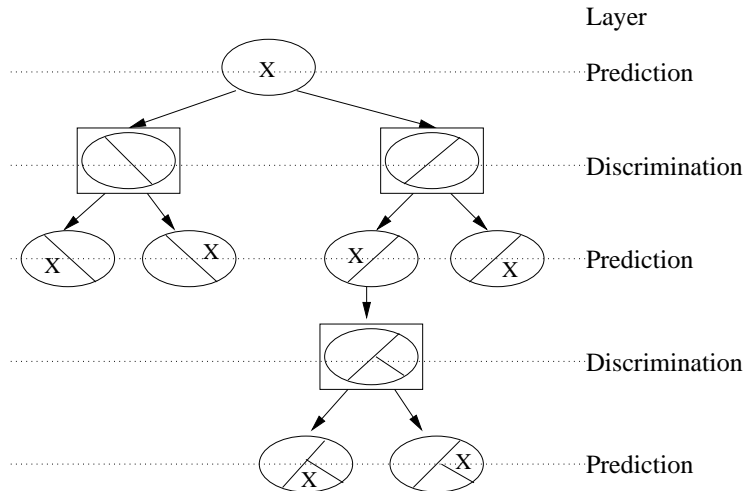 Layer
X Prediction
Discrimination
X X X X Prediction
Discrimination
X X Prediction